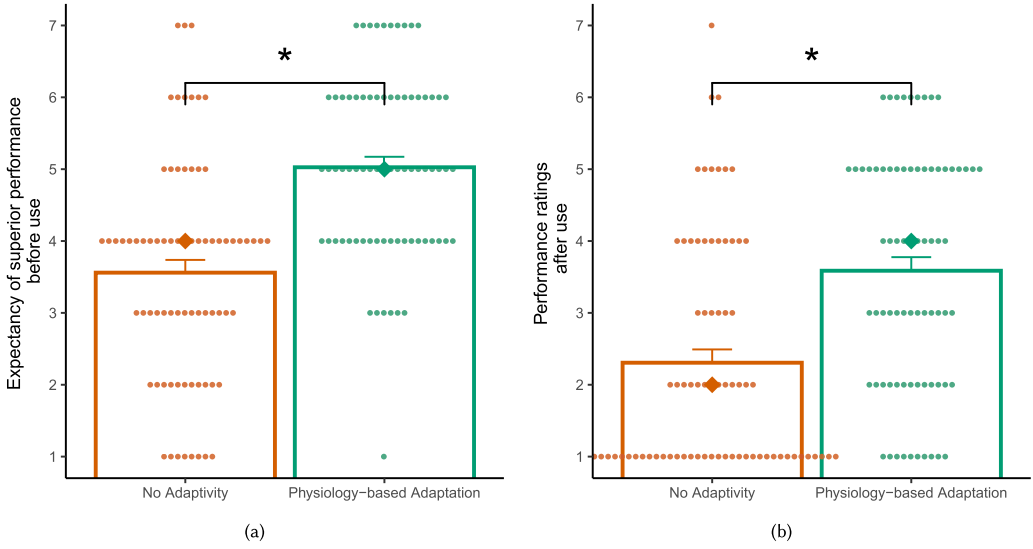 Expectancy of superior performance
before use
7
6
5
4
3
2
1
*
No Adaptivity
Physiology−based Adaptation
(a)
Performance ratings
after use
7
6
5
4
3
2
1
*
No Adaptivity
Physiology−based Adaptation
(b)